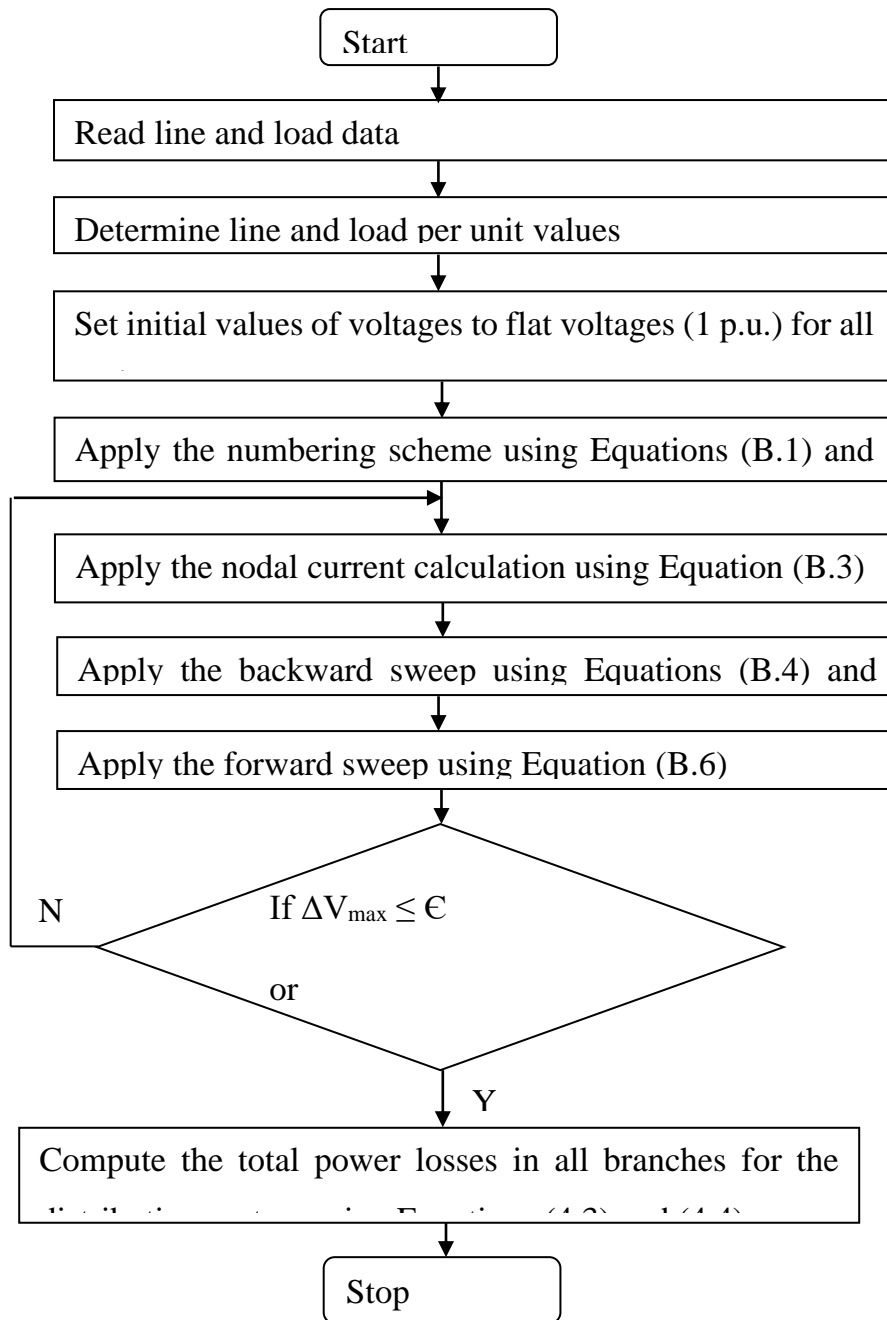 Start
Read line and load data
Determine line and load per unit values
Set initial values of voltages to flat voltages (1 p.u.) for all
Apply the numbering scheme using Equations (B.1) and
Apply the nodal current calculation using Equation (B.3)
Apply the backward sweep using Equations (B.4) and
Apply the forward sweep using Equation (B.6)
If ΔVmax ≤ Є
or
N
Y
Compute the total power losses in all branches for the
Stop